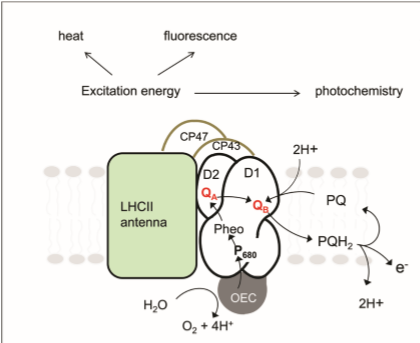 heat
fluorescence
Excitation energy
photochemistry
CP47
CP43
2H+
D2
D1
LHCII
antenna
QA
QB
PQ
Pheo
PQH2
P680
e-
OEC
H2O
2H+
O2 + 4H+